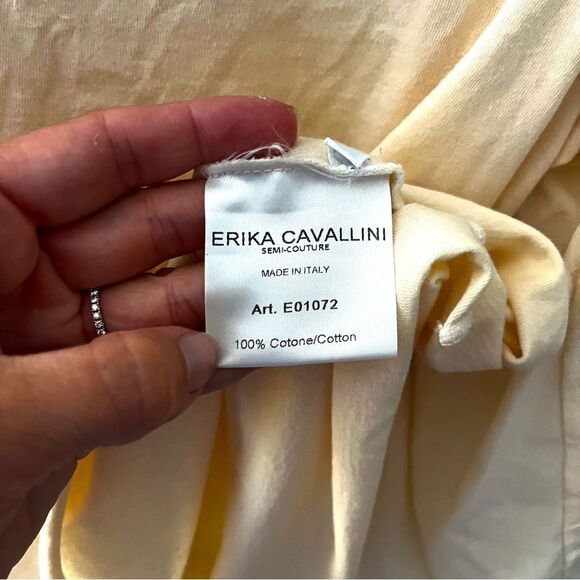 ERIKA CAVALLINI
SEMI-COUTURE
MADE IN ITALY
Art. E01072
100% Cotone/Cotton